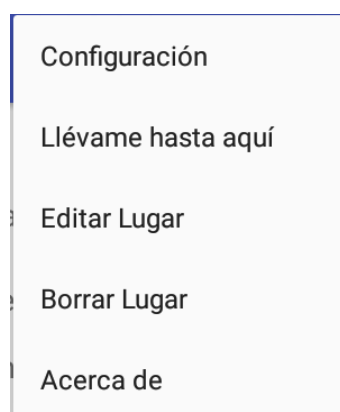 Configuración
Llévame hasta aquí
Editar Lugar
Borrar Lugar
Acerca de